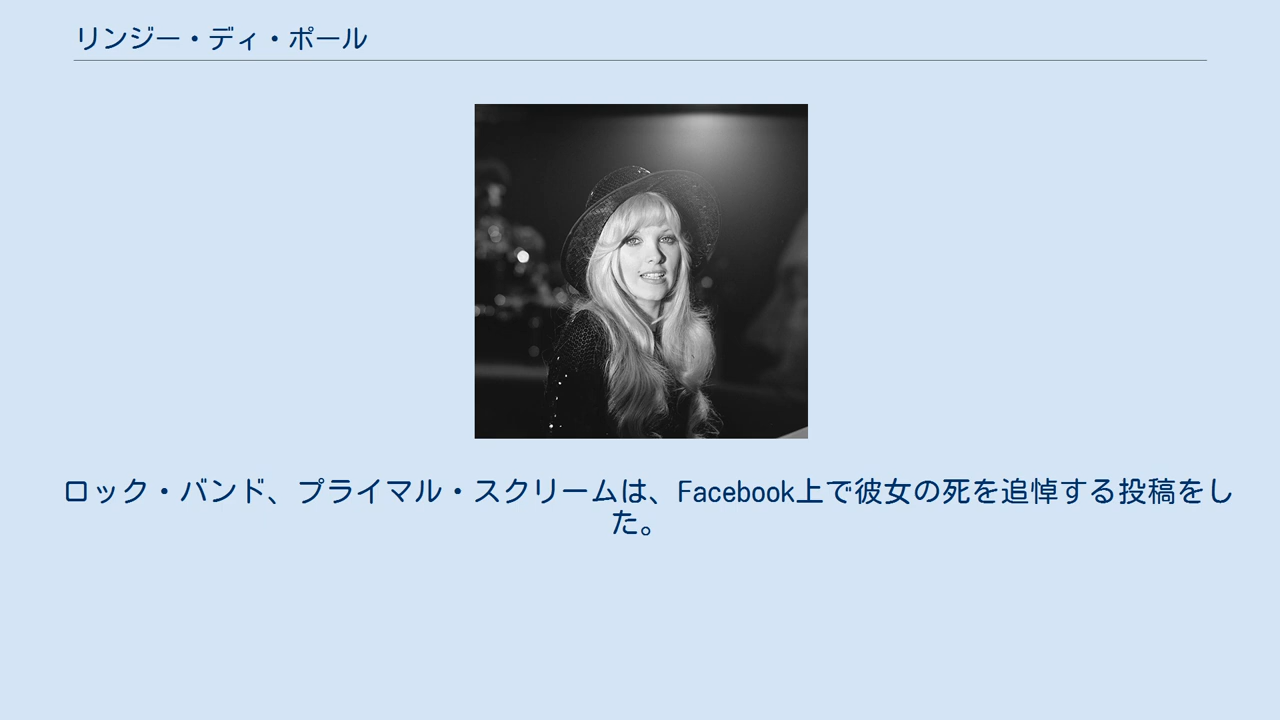 リンジー・ディ・ポール
ロック・バンド、プライマル・スクリームは、Facebook上で彼女の死を追悼する投稿をし
た。